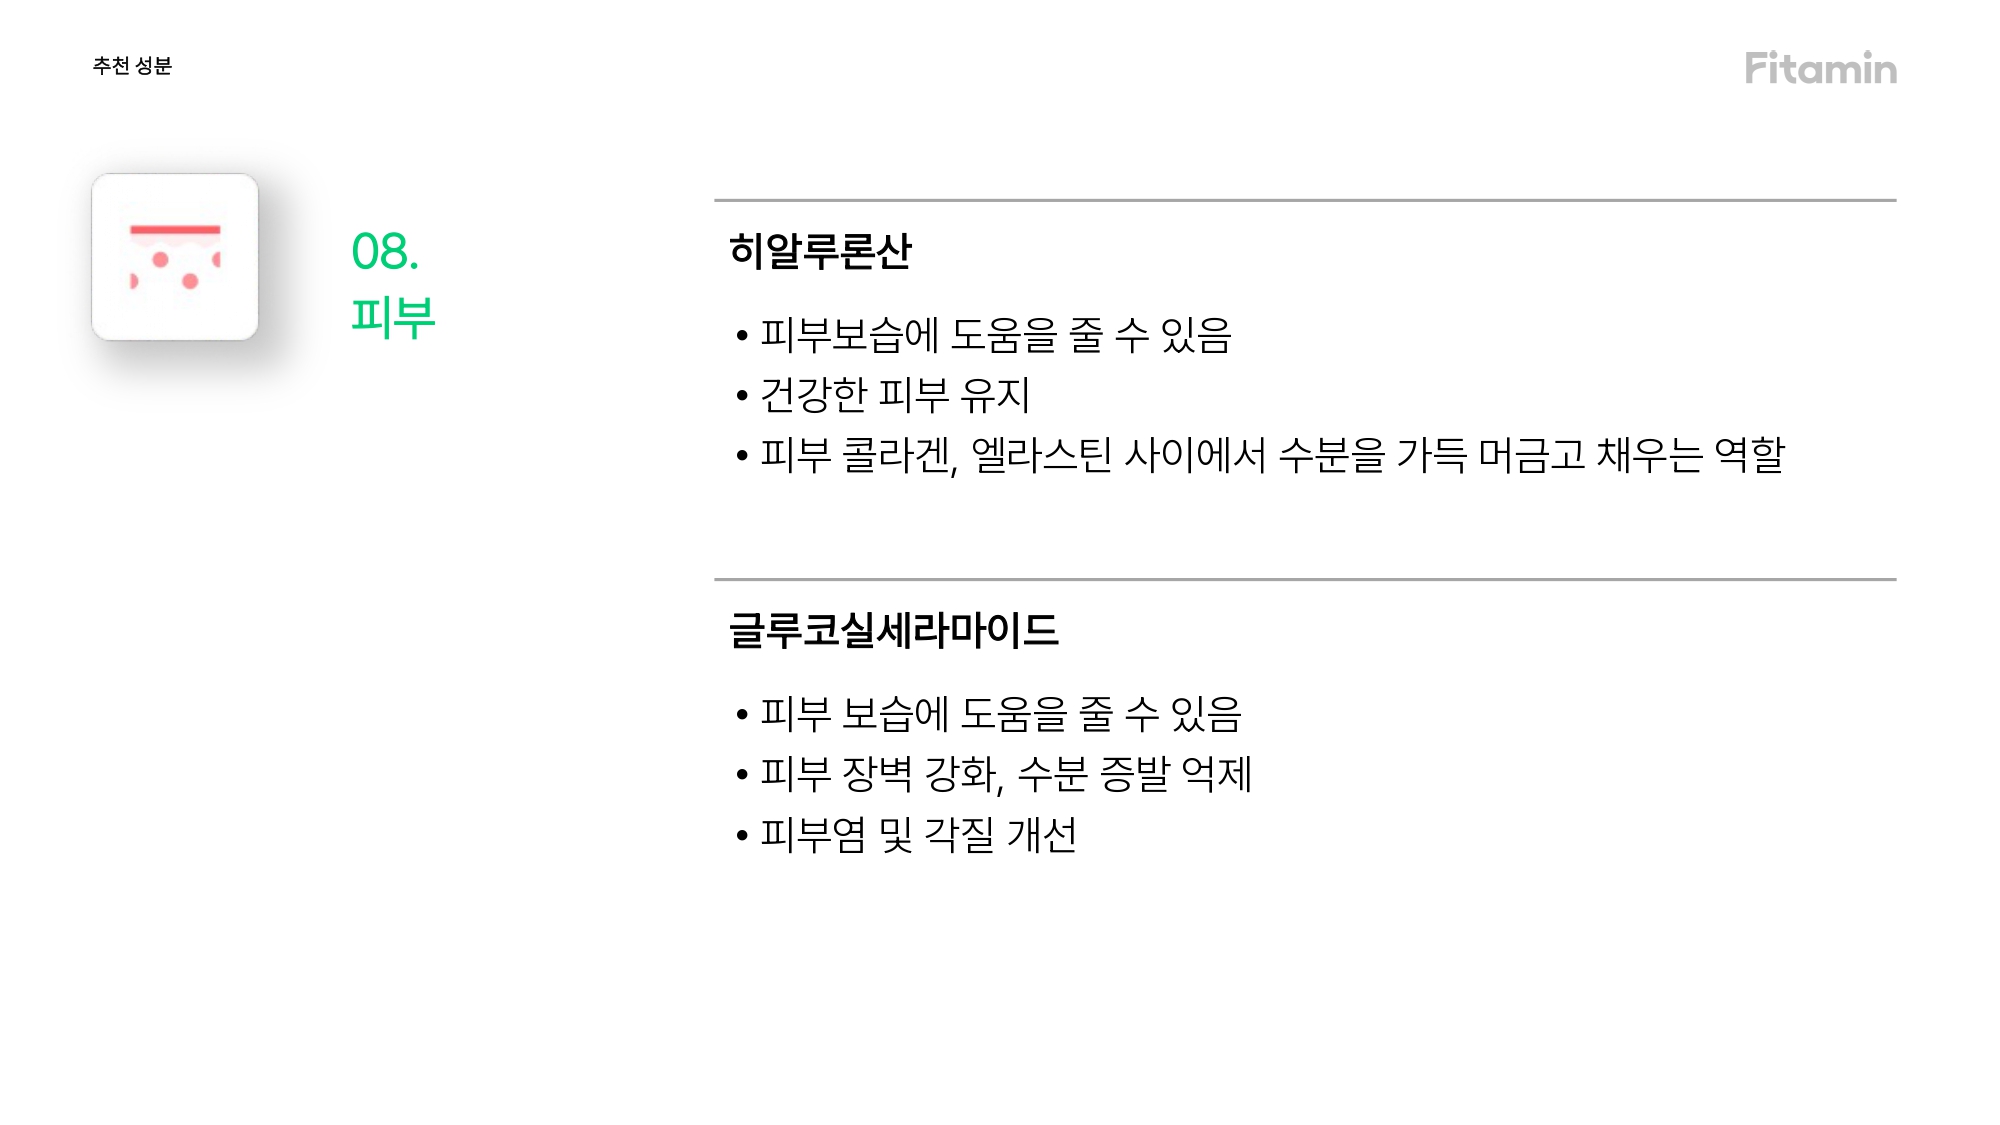 추천 성분
Fitamin
08.
피부
히알루론산
• 피부보습에 도움을 줄 수 있음
• 건강한 피부 유지
• 피부 콜라겐, 엘라스틴 사이에서 수분을 가득 머금고 채우는 역할
글루코실세라마이드
• 피부 보습에 도움을 줄 수 있음
• 피부 장벽 강화, 수분 증발 억제
• 피부염 및 각질 개선